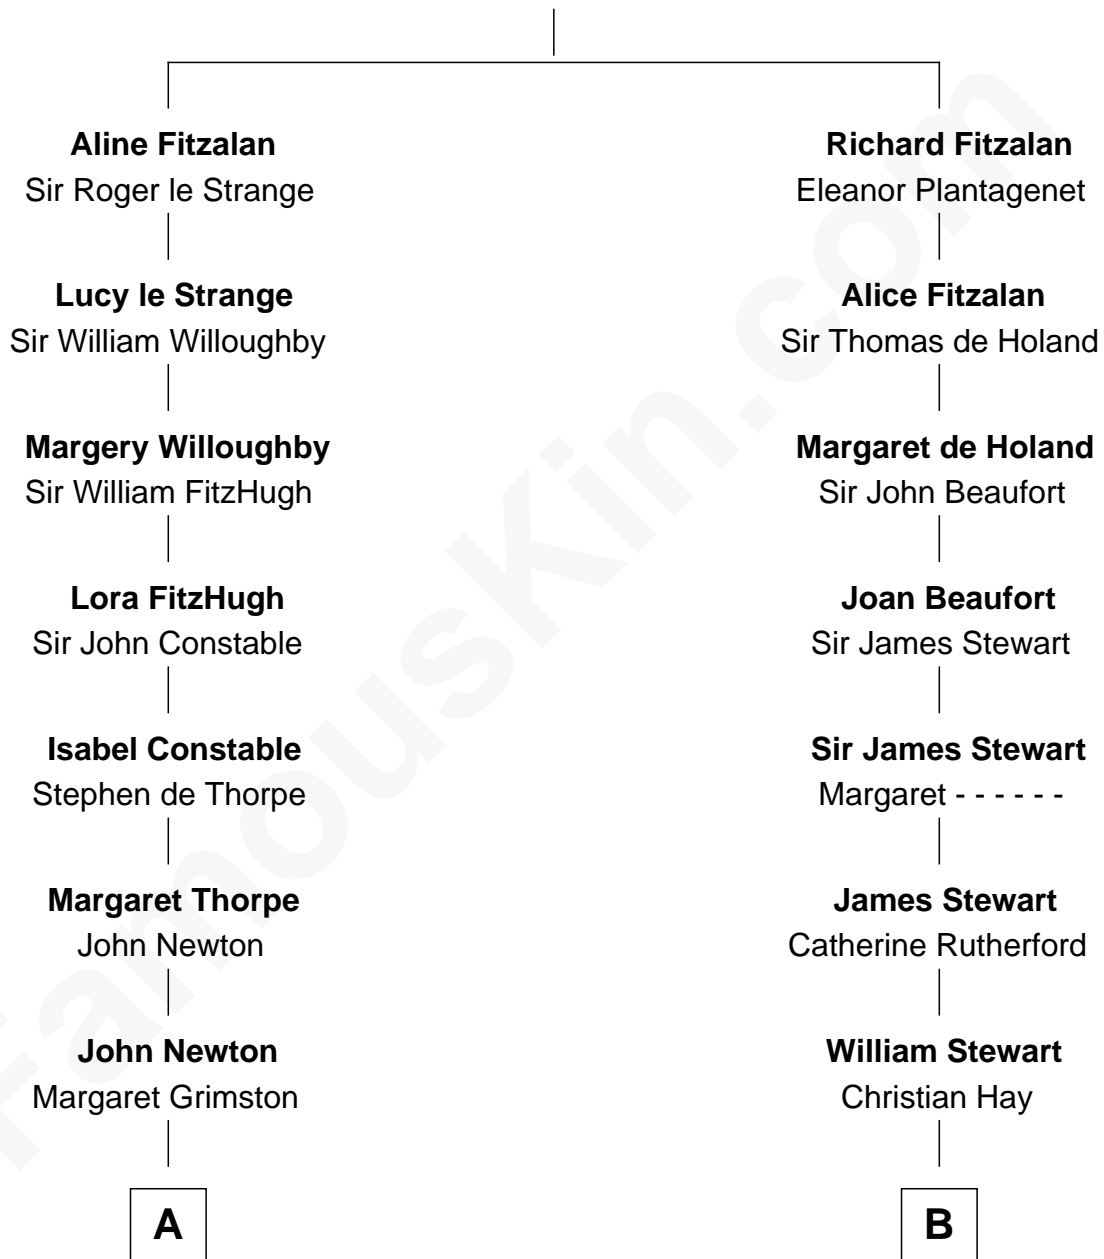 Aline Fitzalan
Sir Roger le Strange
Lucy le Strange
Sir William Willoughby
Margery Willoughby
Sir William FitzHugh
Lora FitzHugh
Sir John Constable
Isabel Constable
Stephen de Thorpe
Margaret Thorpe
John Newton
John Newton
Margaret Grimston
A
Richard Fitzalan
Eleanor Plantagenet
Alice Fitzalan
Sir Thomas de Holand
Margaret de Holand
Sir John Beaufort
Joan Beaufort
Sir James Stewart
Sir James Stewart
Margaret - - - - - -
James Stewart
Catherine Rutherford
William Stewart
Christian Hay
B
FamousKin.com